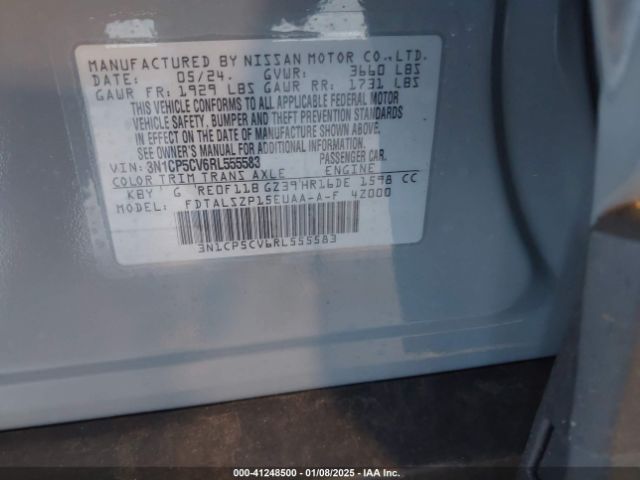 MANUFACTURED BY NISSAN MOTOR CO.,LTD.
DATE: 05/24. GVWR: 3660 LBS
GAWR FR: 1929 LBS GAWR RR: 1731 LBS
THIS VEHICLE CONFORMS TO ALL APPLICABLE FEDERAL MOTOR
VEHICLE SAFETY, BUMPER AND THEFT PREVENTION STANDARDS
IN EFFECT ON THE DATE OF MANUFACTURE SHOWN ABOVE.
SEE OWNER'S MANUAL FOR ADDITIONAL INFORMATION.
VIN: 3N1CP5CV6RL555583 PASSENGER CAR.
COLOR TRIM TRANS AXLE ENGINE
KBY G RE0F11B GZ39 HR16DE 1598 CC
MODEL: FDTALSZP15EUAA-A-F 4Z000
3N1CP5CV6RL555583
000-41248500 - 01/08/2025 - IAA Inc.